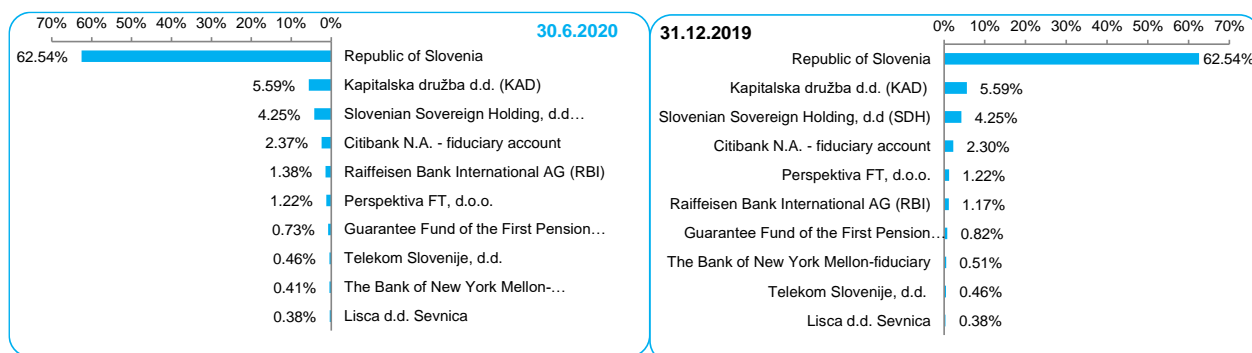 70% 60% 50% 40% 30% 20% 10% 0%
30.6.2020
62.54% Republic of Slovenia
5.59% Kapitalska družba d.d. (KAD)
4.25% Slovenian Sovereign Holding, d.d…
2.37% Citibank N.A. - fiduciary account
1.38% Raiffeisen Bank International AG (RBI)
1.22% Perspektiva FT, d.o.o.
0.73% Guarantee Fund of the First Pension…
0.46% Telekom Slovenije, d.d.
0.41% The Bank of New York Mellon-…
0.38% Lisca d.d. Sevnica
0% 10% 20% 30% 40% 50% 60% 70%
31.12.2019
Republic of Slovenia 62.54%
Kapitalska družba d.d. (KAD) 5.59%
Slovenian Sovereign Holding, d.d (SDH) 4.25%
Citibank N.A. - fiduciary account 2.30%
Perspektiva FT, d.o.o. 1.22%
Raiffeisen Bank International AG (RBI) 1.17%
Guarantee Fund of the First Pension… 0.82%
The Bank of New York Mellon-fiduciary 0.51%
Telekom Slovenije, d.d. 0.46%
Lisca d.d. Sevnica 0.38%